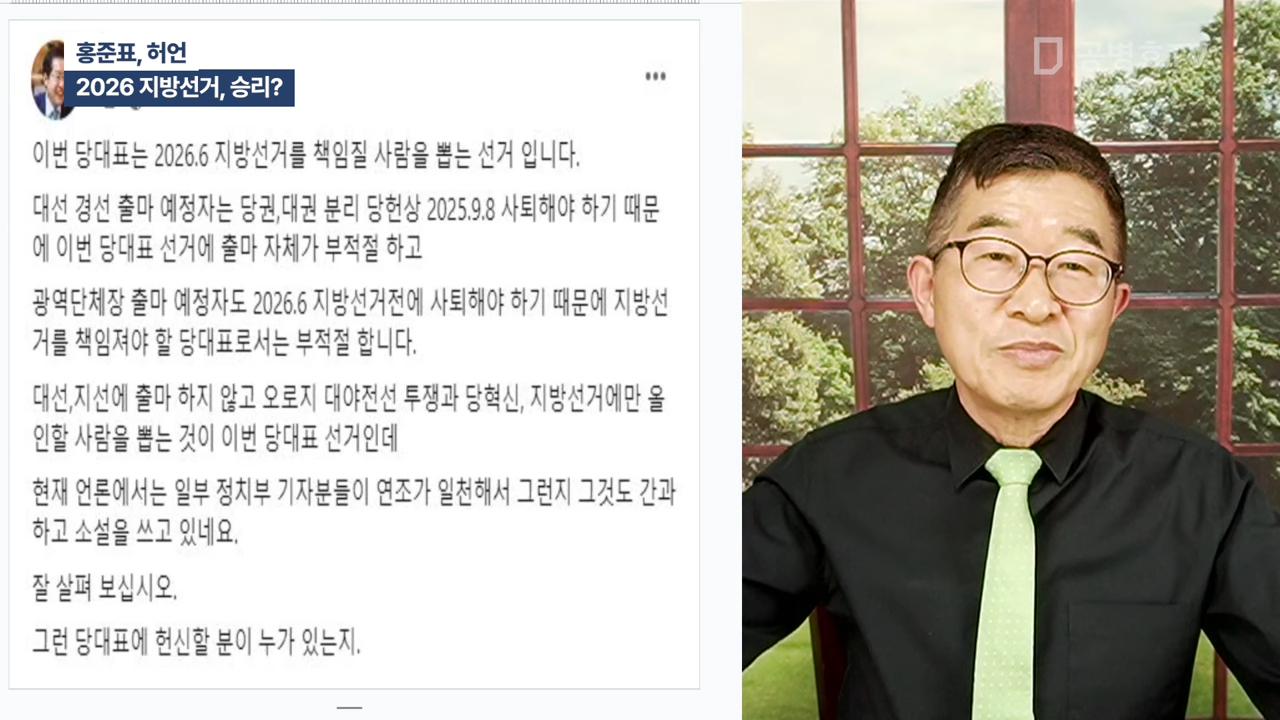 홍준표, 허언
2026 지방선거, 승리?
이번 당대표는 2026.6 지방선거를 책임질 사람을 뽑는 선거 입니다.
대선 경선 출마 예정자는 당권,대권 분리 당헌상 2025.9.8 사퇴해야 하기 때문
에 이번 당대표 선거에 출마 자체가 부적절 하고
광역단체장 출마 예정자도 2026.6 지방선거전에 사퇴해야 하기 때문에 지방선
거를 책임져야 할 당대표로서는 부적절 합니다.
대선,지선에 출마 하지 않고 오로지 대야전선 투쟁과 당혁신, 지방선거에만 올
인할 사람을 뽑는 것이 이번 당대표 선거인데
현재 언론에서는 일부 정치부 기자분들이 연조가 일천해서 그런지 그것도 간과
하고 소설을 쓰고 있네요.
잘 살펴 보십시오.
그런 당대표에 헌신할 분이 누가 있는지.
공병호TV